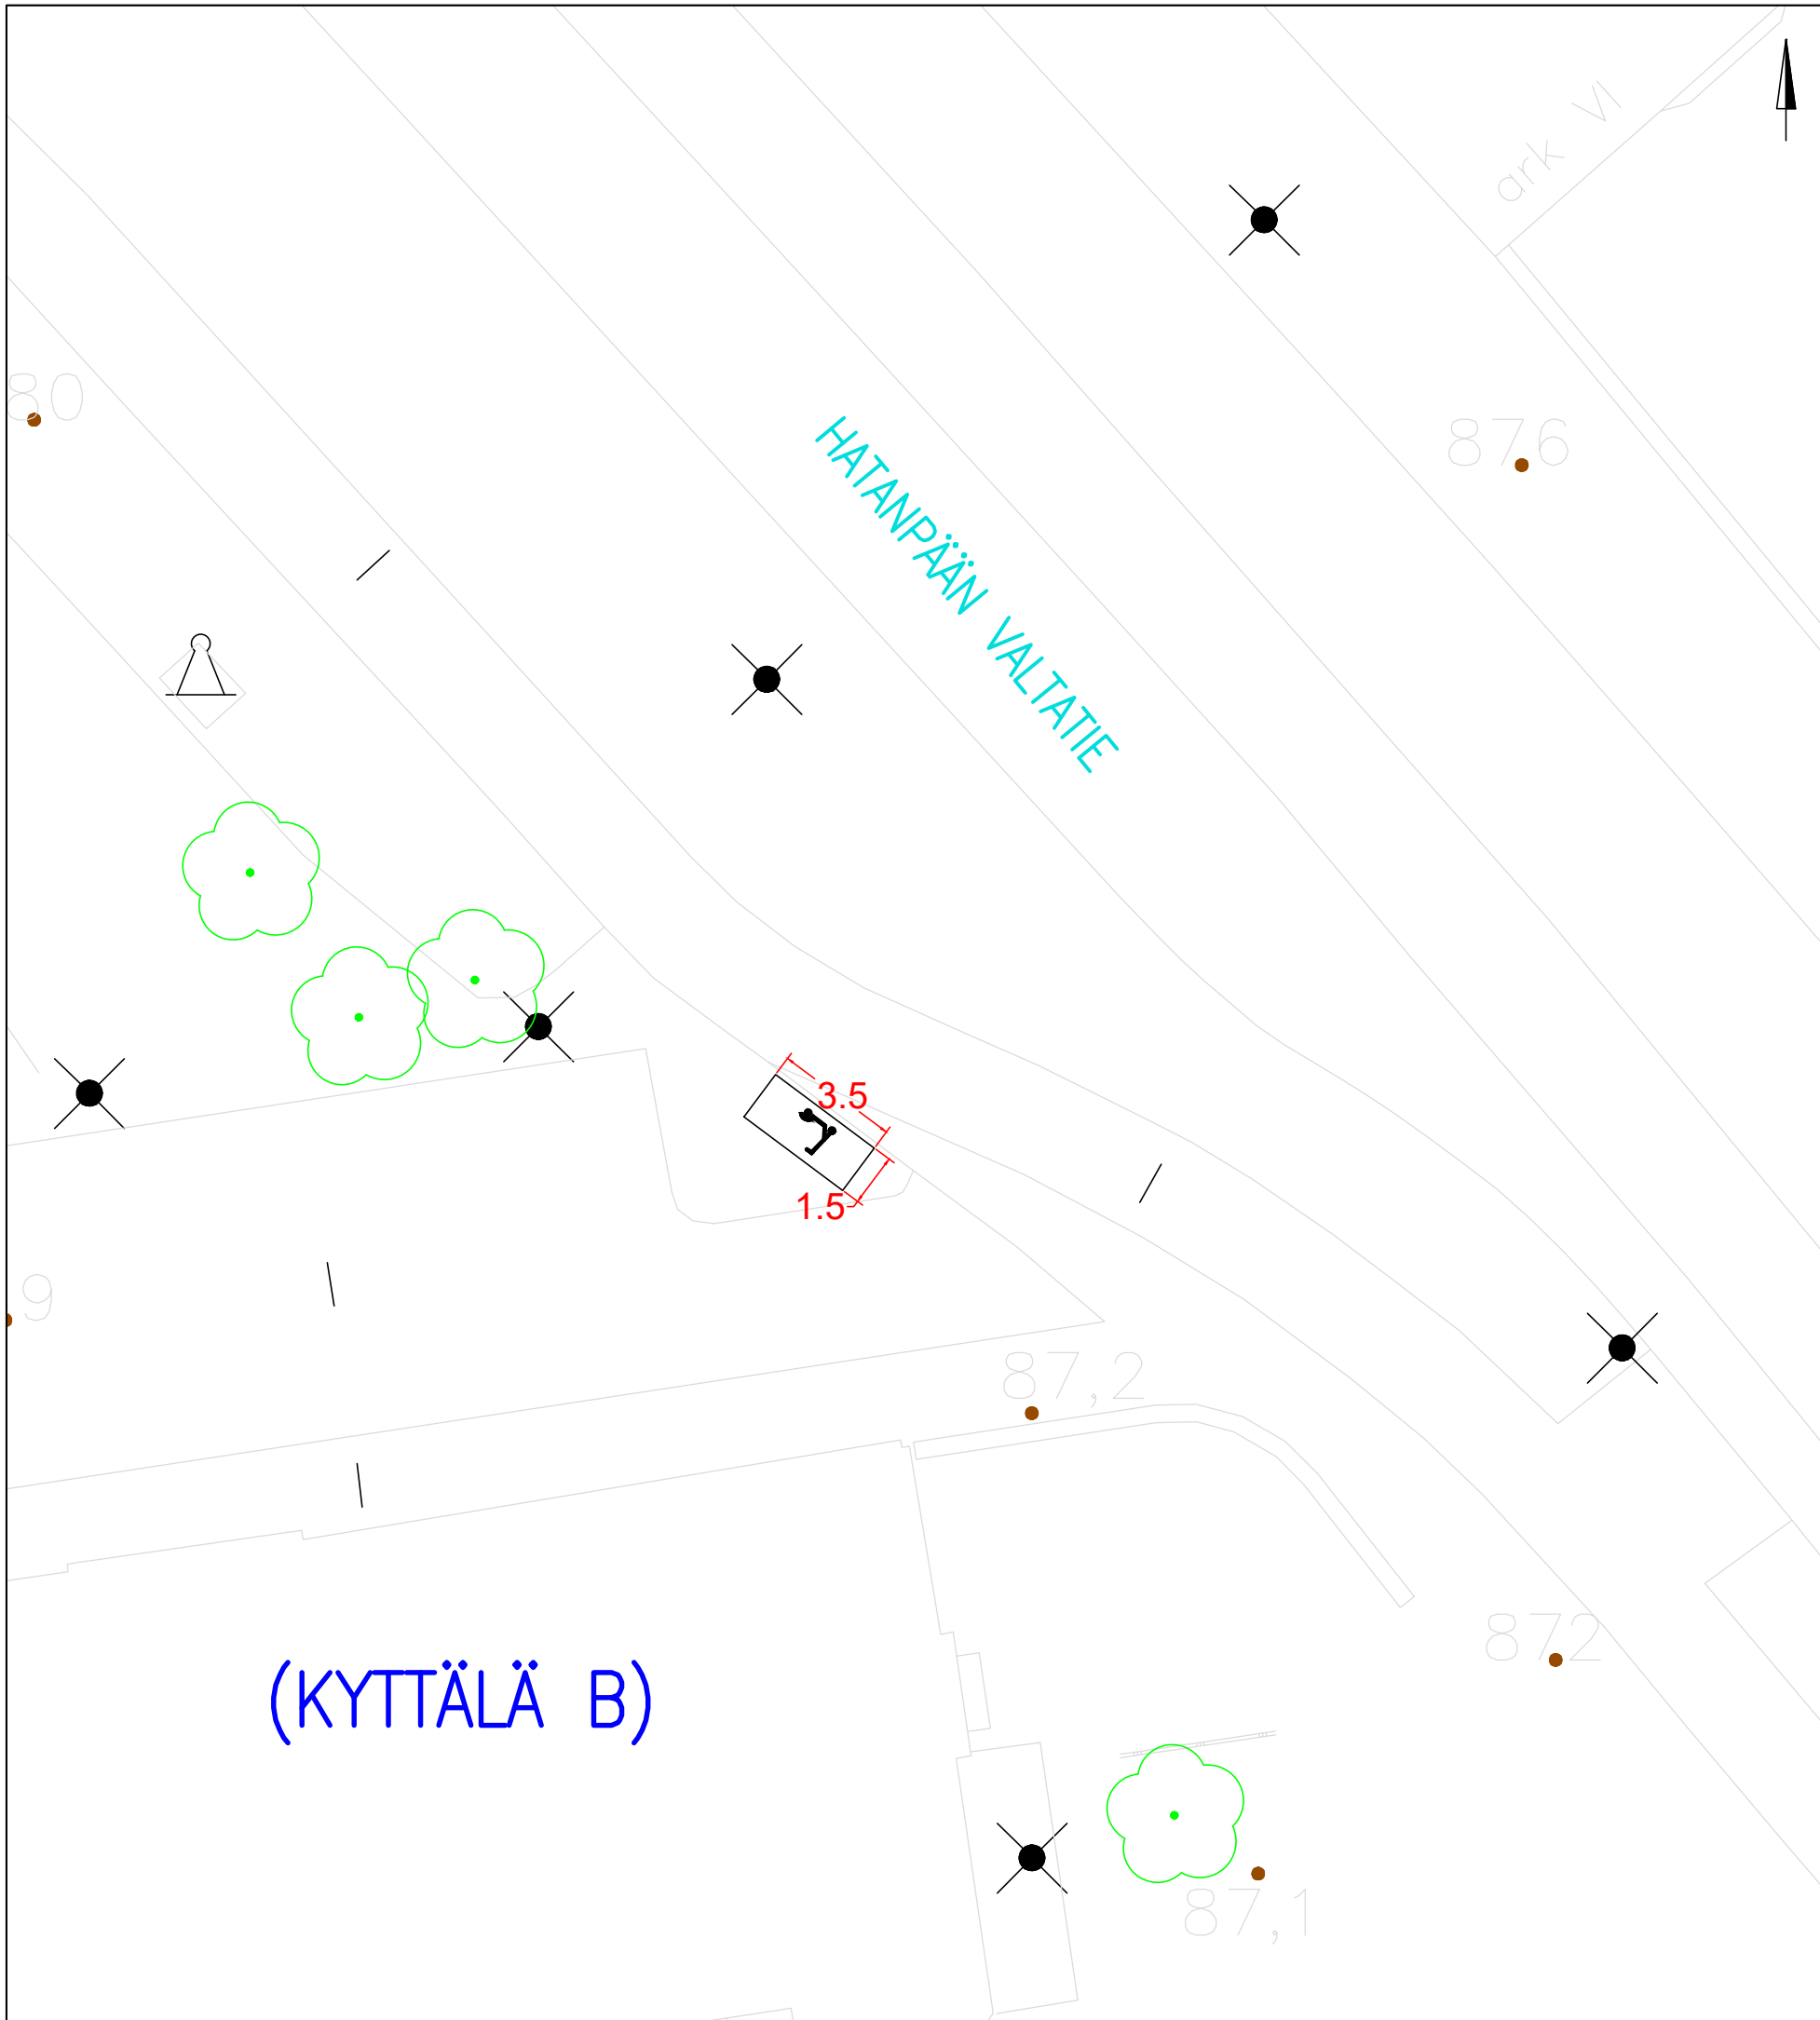 ark VI
80
876
HATANPÄÄN VALTATIE
3.5
1.5
9
87,2
872
(KYTTÄLÄ B)
87,1